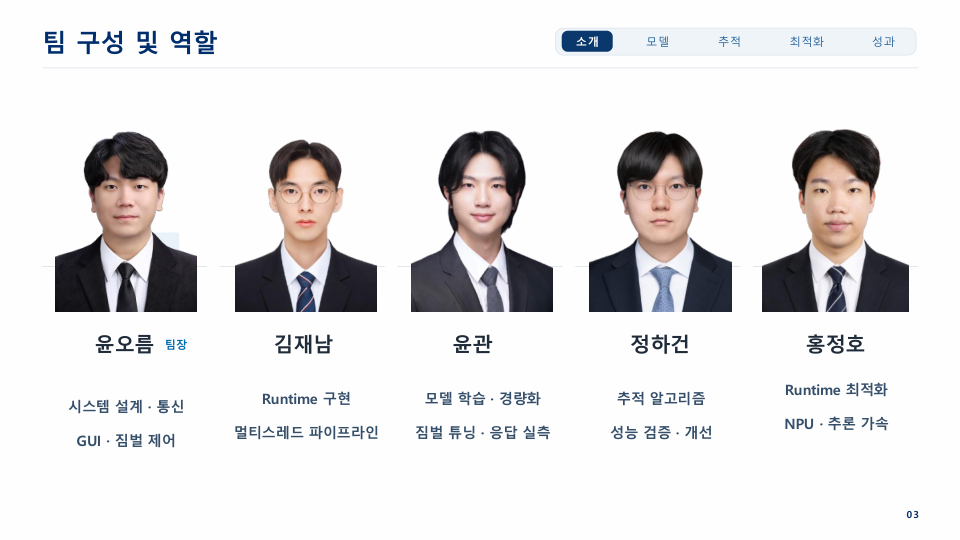 팀 구성 및 역할
소개 모델 추적 최적화 성과
윤오름 팀장
시스템 설계 · 통신
GUI · 짐벌 제어
김재남
Runtime 구현
멀티스레드 파이프라인
윤관
모델 학습 · 경량화
짐벌 튜닝 · 응답 실측
정하건
추적 알고리즘
성능 검증 · 개선
홍정호
Runtime 최적화
NPU · 추론 가속
03